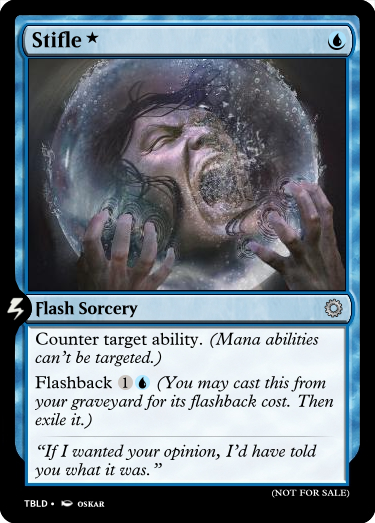 Stifle ★
Flash Sorcery
Counter target ability. (Mana abilities
can't be targeted.)
Flashback 1 (You may cast this from
your graveyard for its flashback cost. Then
exile it.)
“If I wanted your opinion, I'd have told
you what it was.”
(NOT FOR SALE)
TBLD • OSKAR